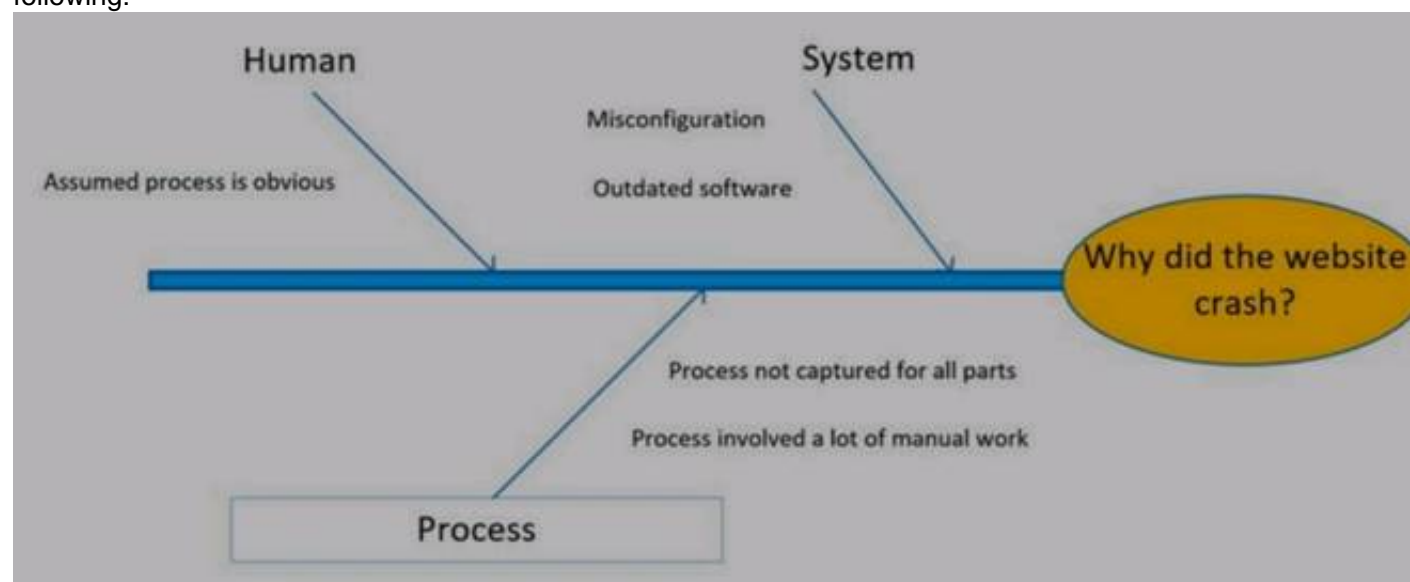 following:
Human
System
Misconfiguration
Assumed process is obvious
Outdated software
Why did the website
crash?
Process not captured for all parts
Process involved a lot of manual work
Process